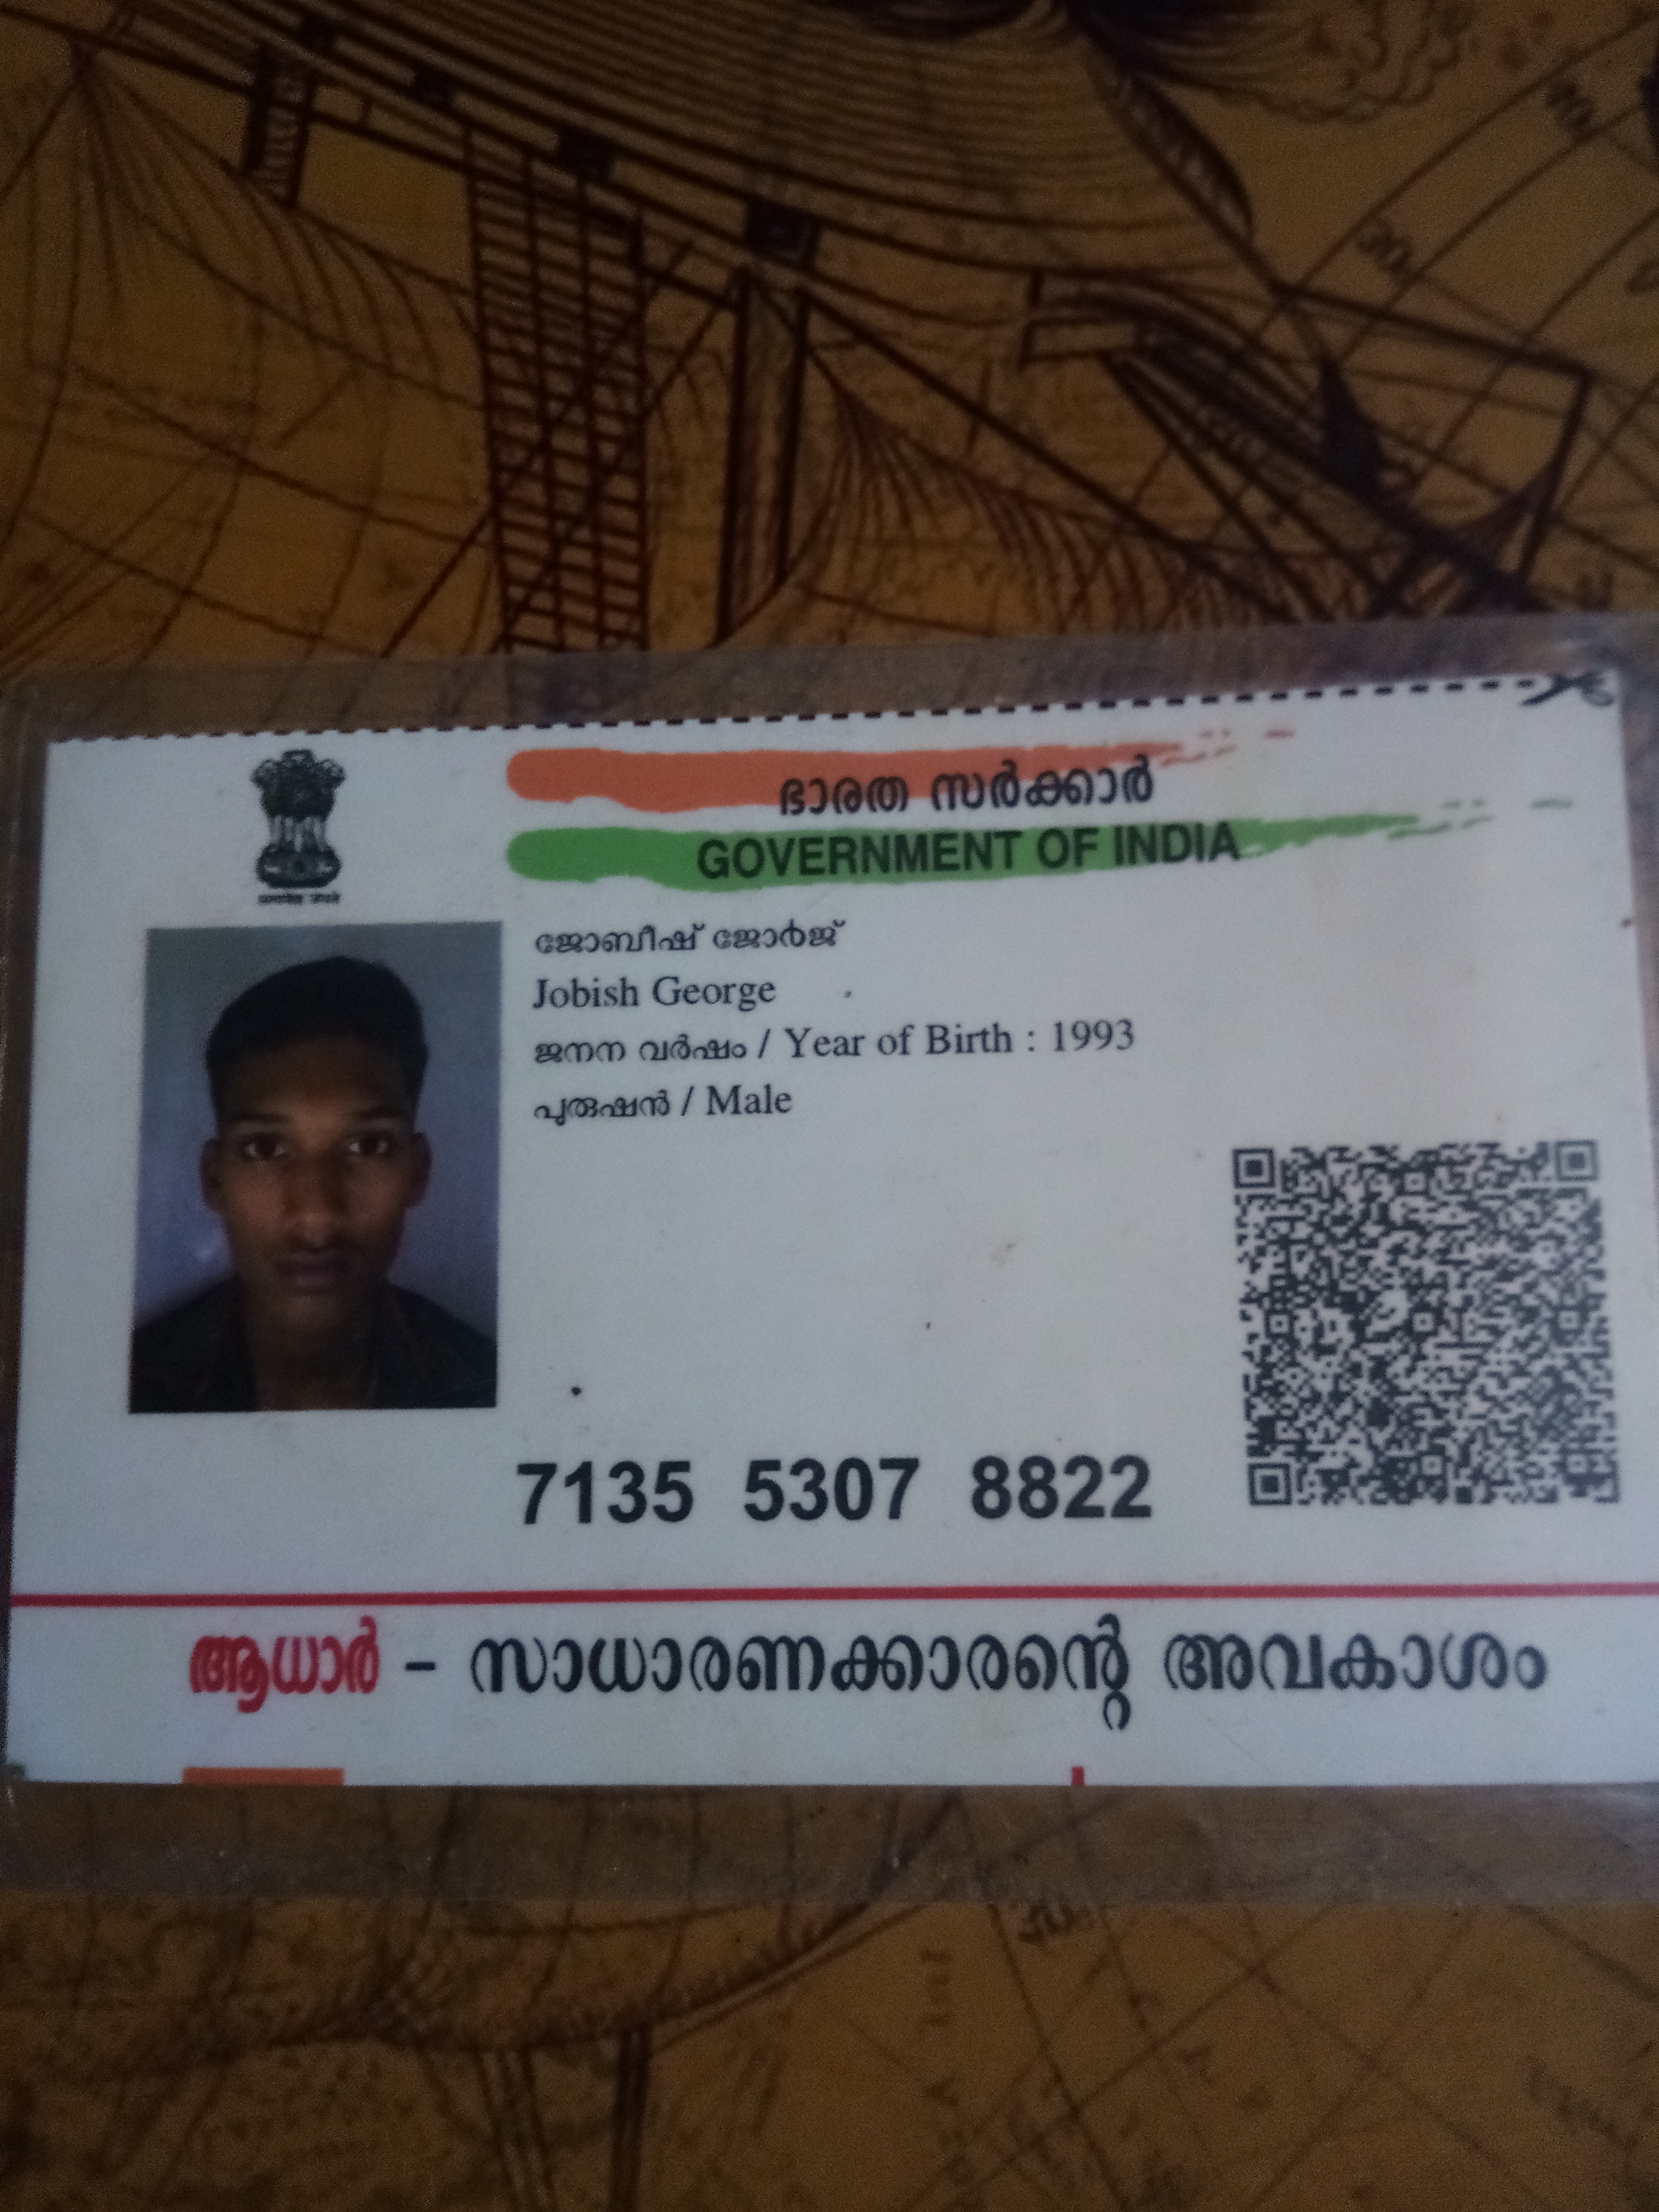 ഭാരത സർക്കാർ
GOVERNMENT OF INDIA
ജോബീഷ് ജോർജ്
Jobish George
ജനന വർഷം / Year of Birth : 1993
പുരുഷൻ / Male
7135 5307 8822
ആധാർ – സാധാരണക്കാരന്റെ അവകാശം